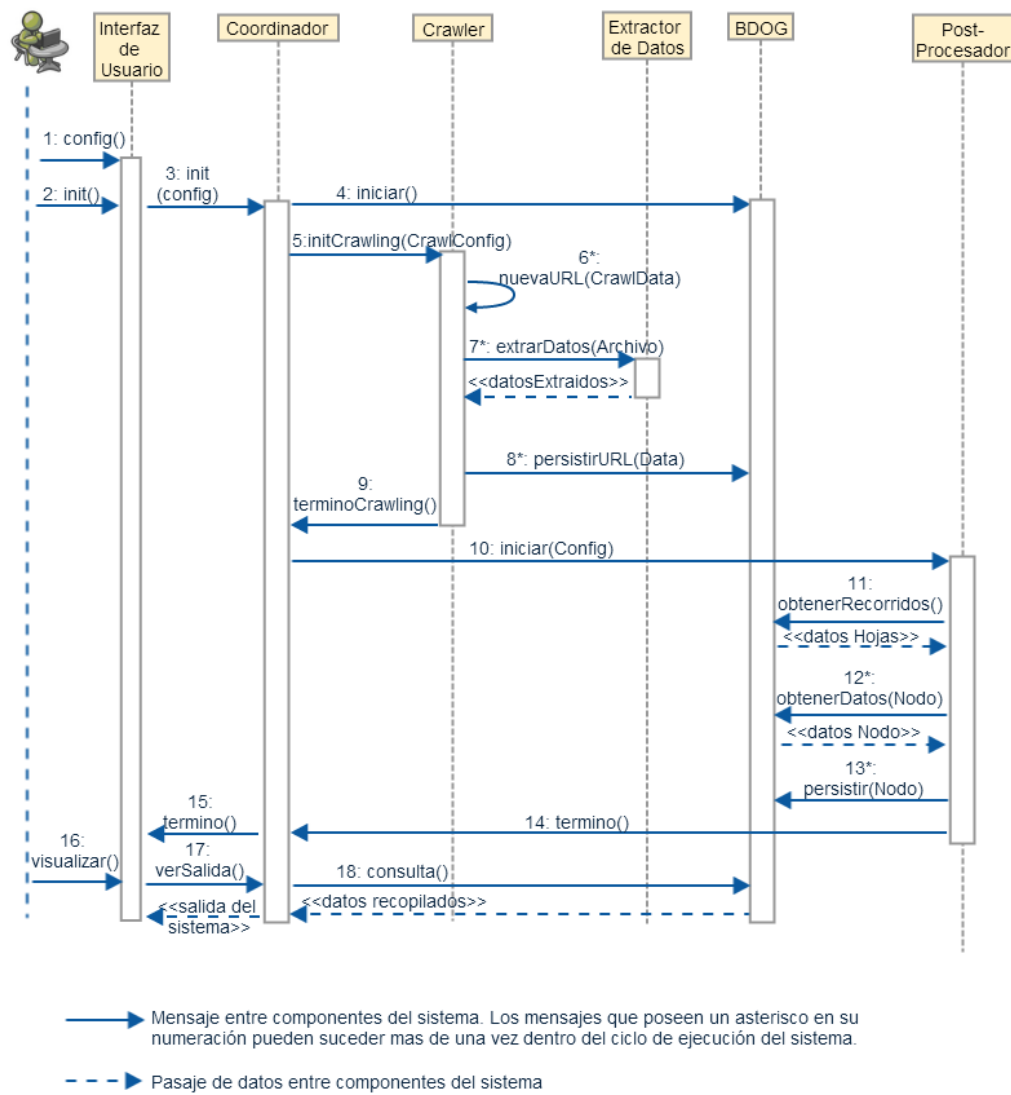 Interfaz
de
Usuario
Coordinador
Crawler
Extractor
de Datos
BDOG
Post-
Procesador
1: config()
2: init()
3: init
(config)
4: iniciar()
5:initCrawling(CrawlConfig)
6*:
nuevaURL(CrawlData)
7*: extrarDatos(Archivo)
<<datosExtraidos>>
8*: persistirURL(Data)
9:
terminoCrawling()
10: iniciar(Config)
11:
obtenerRecorridos()
<<datos Hojas>>
12*:
obtenerDatos(Nodo)
<<datos Nodo>>
13*:
persistir(Nodo)
14: termino()
15:
termino()
16:
visualizar()
17:
verSalida()
18: consulta()
<<datos recopilados>>
<<salida del
sistema>>
Mensaje entre componentes del sistema. Los mensajes que poseen un asterisco en su
numeración pueden suceder mas de una vez dentro del ciclo de ejecución del sistema.
Pasaje de datos entre componentes del sistema